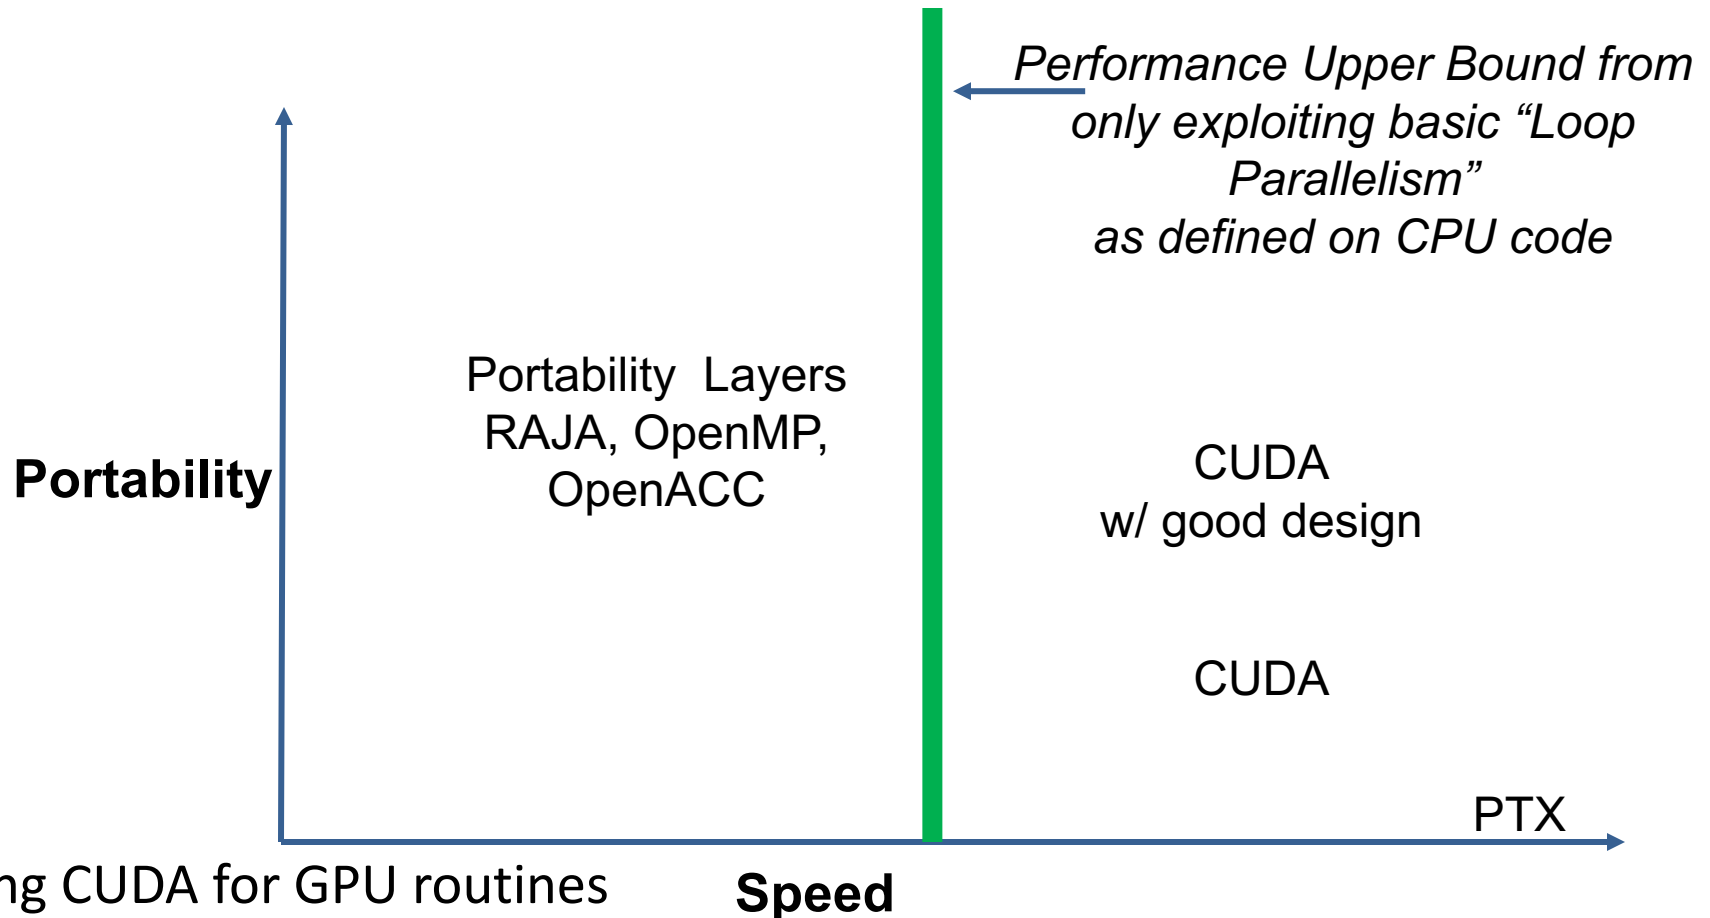 Performance Upper Bound from
only exploiting basic “Loop
Parallelism”
as defined on CPU code
Portability Layers
RAJA, OpenMP,
OpenACC
Portability
CUDA
w/ good design
CUDA
PTX
CUDA for GPU routines
Speed